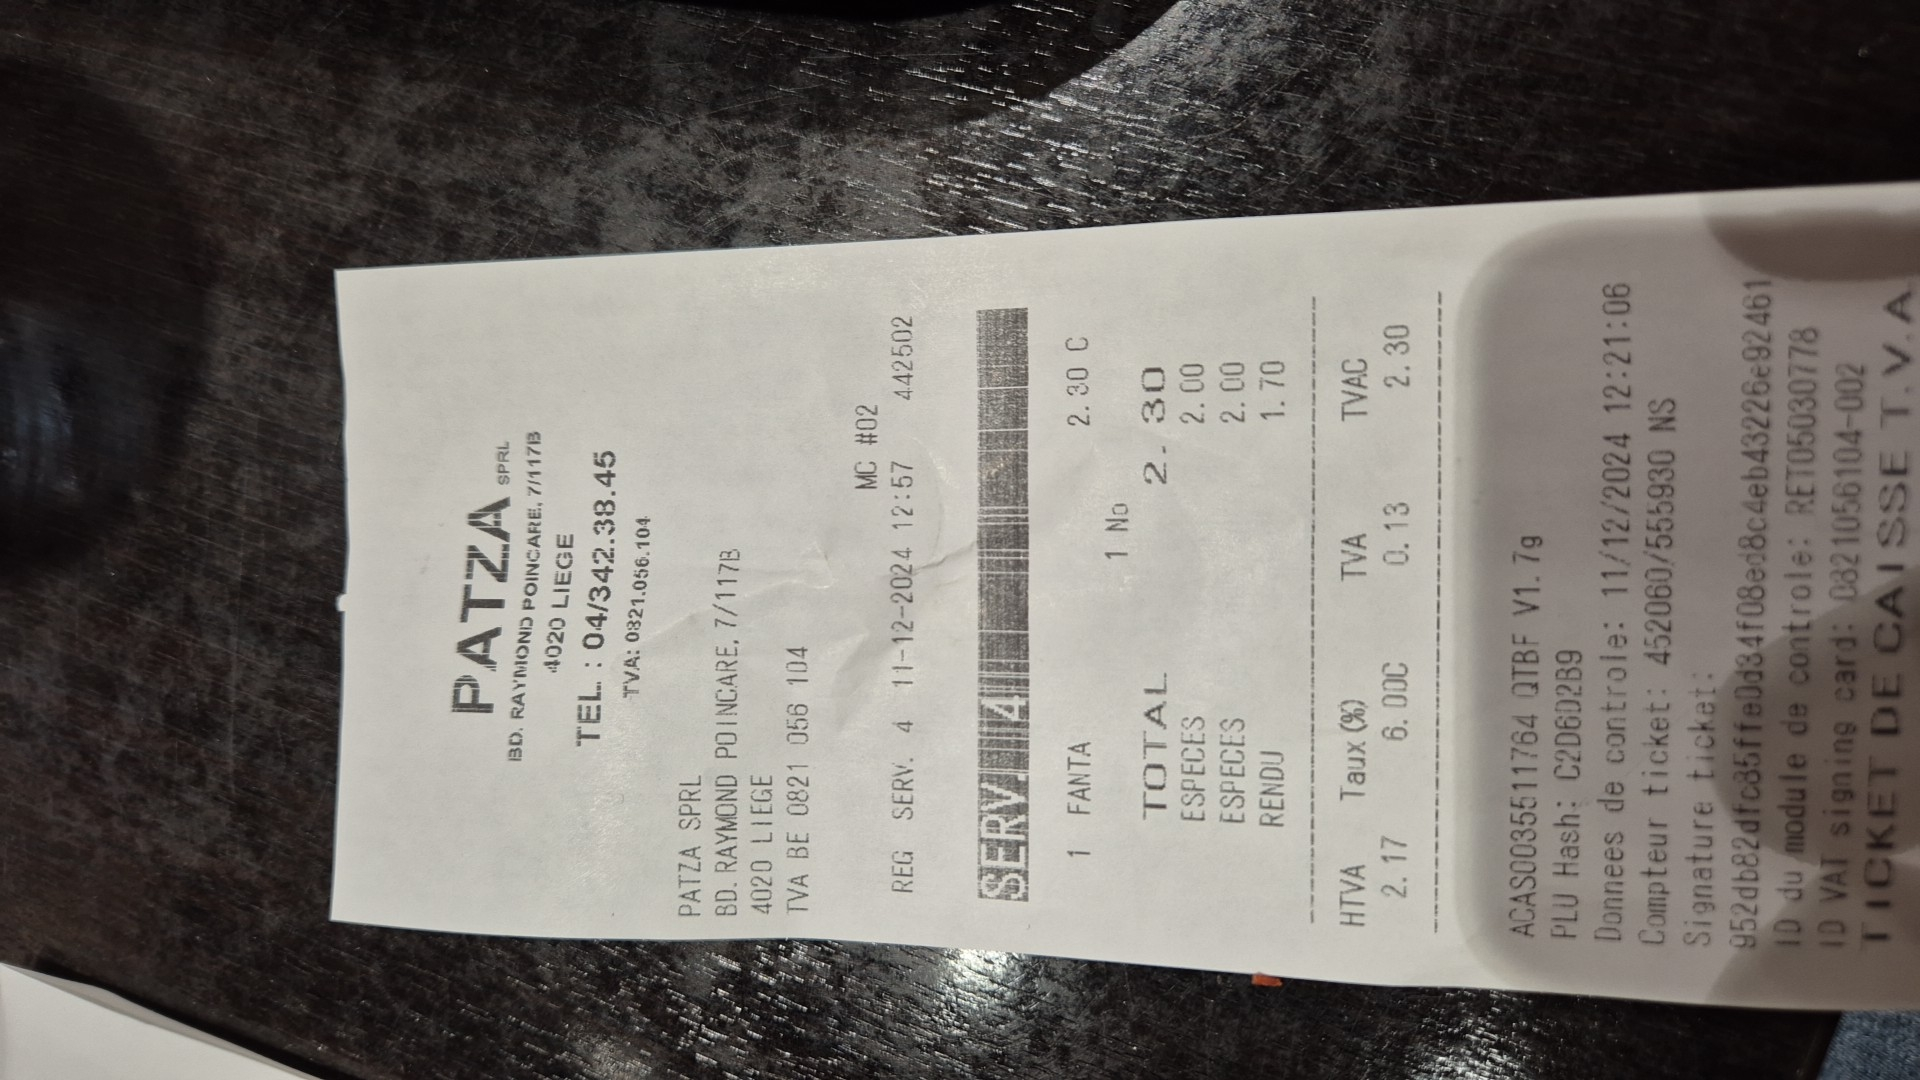 PATZA SPRL
BD. RAYMOND POINCARE, 7/117B
4020 LIEGE
TEL. : 04/342.38.45
TVA: 0821.056.104
PATZA SPRL
BD. RAYMOND POINCARE, 7/117B
4020 LIEGE
TVA BE 0821 056 104
MC #02
REG SERV. 4 11-12-2024 12:57 442502
SERV. 4
1 FANTA 2.30 C
1 No
TOTAL 2.30
ESPECES 2.00
ESPECES 2.00
RENDU 1.70
HTVA Taux(%) TVA TVAC
2.17 6.00C 0.13 2.30
ACAS0035511764 QTBF V1.7g
PLU Hash: C2D6D2B9
Donnees de controle: 11/12/2024 12:21:06
Compteur ticket: 452060/555930 NS
Signature ticket:
952db82dfc85ffe0d34f08ed8c4eb43226e92461
ID du module de controle: RET05030778
ID VAT signing card: 0821056104-002
TICKET DE CAISSE T.V.A